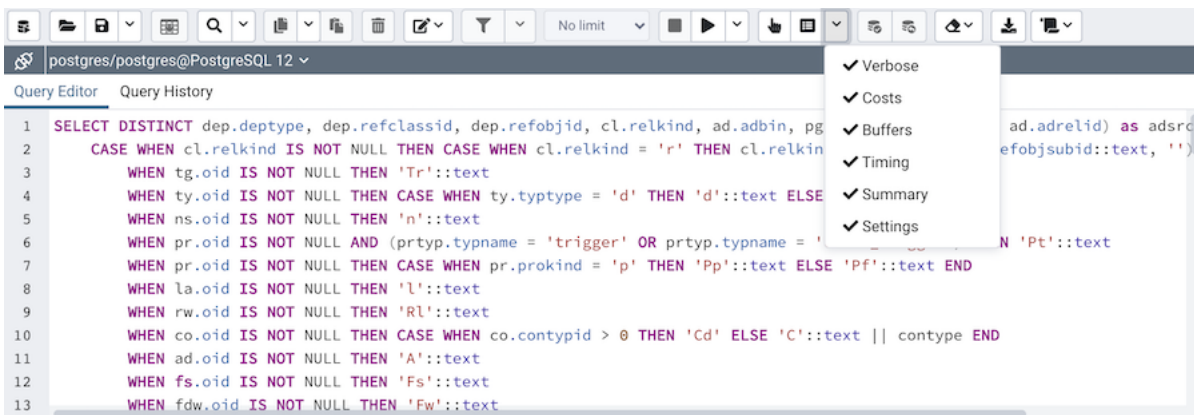 No limit
postgres/postgres@PostgreSQL 12
Query Editor Query History
Verbose
Costs
Buffers
Timing
Summary
Settings
1 SELECT DISTINCT dep.deptype, dep.refclassid, dep.refobjid, cl.relkind, ad.adbin, pg ad.adrelid) as adsrc
2 CASE WHEN cl.relkind IS NOT NULL THEN CASE WHEN cl.relkind = 'r' THEN cl.relkin efobjsubid::text, '')
3 WHEN tg.oid IS NOT NULL THEN 'Tr'::text
4 WHEN ty.oid IS NOT NULL THEN CASE WHEN ty.typtype = 'd' THEN 'd'::text ELSE
5 WHEN ns.oid IS NOT NULL THEN 'n'::text
6 WHEN pr.oid IS NOT NULL AND (prtyp.typname = 'trigger' OR prtyp.typname = ' N 'Pt'::text
7 WHEN pr.oid IS NOT NULL THEN CASE WHEN pr.prokind = 'p' THEN 'Pp'::text ELSE 'Pf'::text END
8 WHEN la.oid IS NOT NULL THEN 'l'::text
9 WHEN rw.oid IS NOT NULL THEN 'Rl'::text
10 WHEN co.oid IS NOT NULL THEN CASE WHEN co.contypid > 0 THEN 'Cd' ELSE 'C'::text || contype END
11 WHEN ad.oid IS NOT NULL THEN 'A'::text
12 WHEN fs.oid IS NOT NULL THEN 'Fs'::text
13 WHEN fdw.oid IS NOT NULL THEN 'Fw'::text